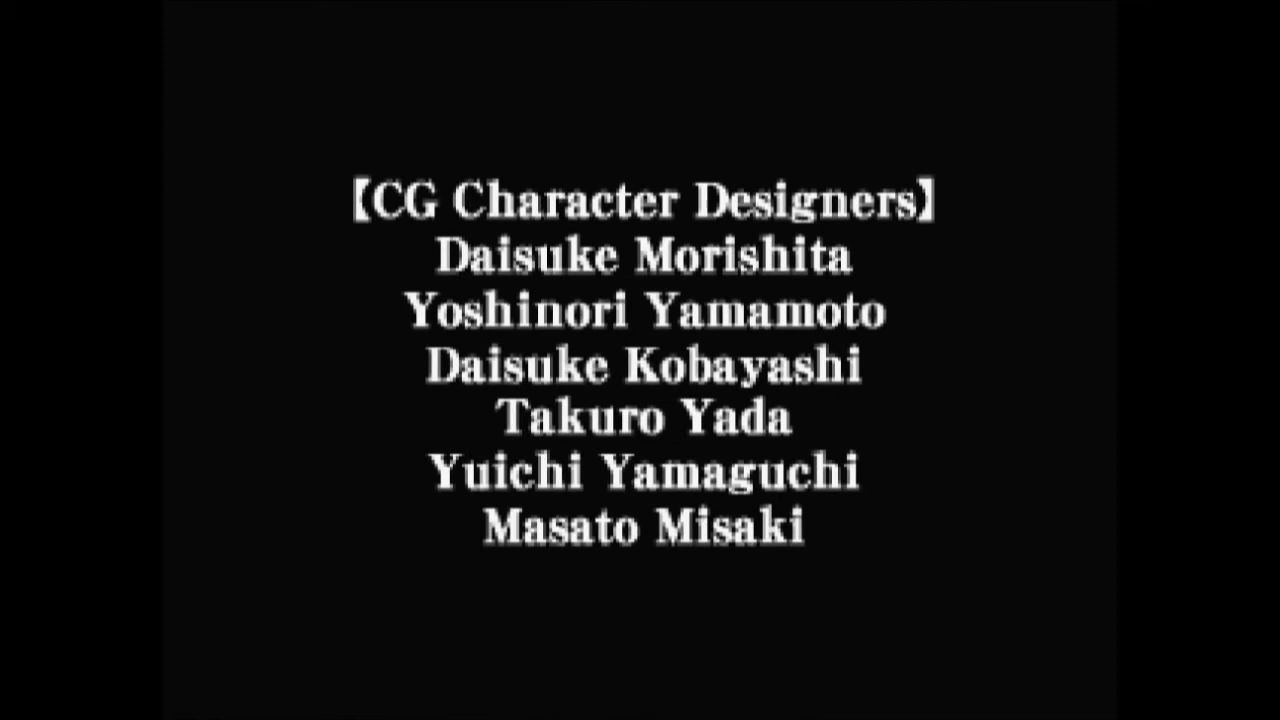 【CG Character Designers】
Daisuke Morishita
Yoshinori Yamamoto
Daisuke Kobayashi
Takuro Yada
Yuichi Yamaguchi
Masato Misaki